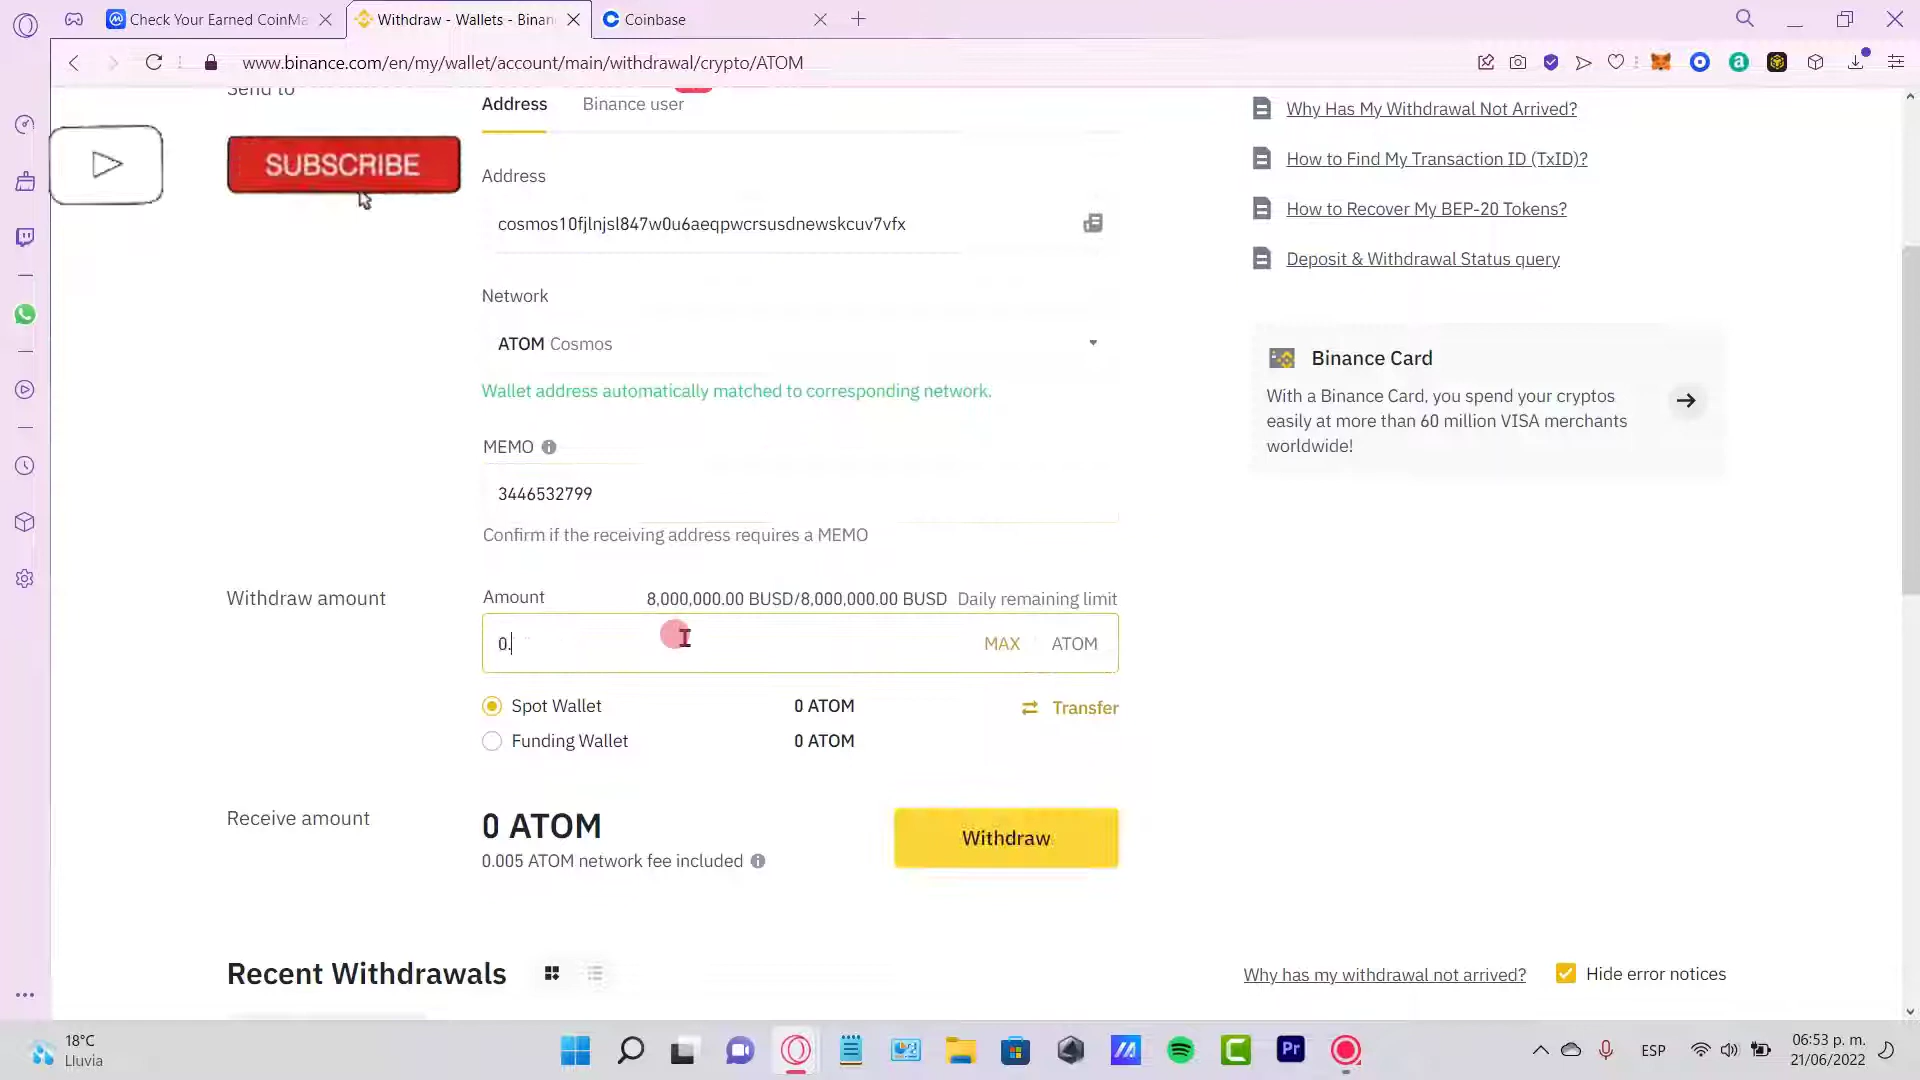 Check Your Earned CoinMa
Withdraw - Wallets - Binan
Coinbase
www.binance.com/en/my/wallet/account/main/withdrawal/crypto/ATOM
Send to
Address
Binance user
SUBSCRIBE
Address
cosmos10fjlnjsl847w0u6aeqpwcrsusdnewskcuv7vfx
Network
ATOM Cosmos
Wallet address automatically matched to corresponding network.
MEMO
3446532799
Confirm if the receiving address requires a MEMO
Withdraw amount
Amount
8,000,000.00 BUSD/8,000,000.00 BUSD Daily remaining limit
0.
MAX
ATOM
Spot Wallet
0 ATOM
Transfer
Funding Wallet
0 ATOM
Receive amount
0 ATOM
0.005 ATOM network fee included
Withdraw
Why Has My Withdrawal Not Arrived?
How to Find My Transaction ID (TxID)?
How to Recover My BEP-20 Tokens?
Deposit & Withdrawal Status query
Binance Card
With a Binance Card, you spend your cryptos
easily at more than 60 million VISA merchants
worldwide!
Recent Withdrawals
Why has my withdrawal not arrived?
Hide error notices
18°C
Lluvia
Pr
ESP
06:53 p. m.
21/06/2022